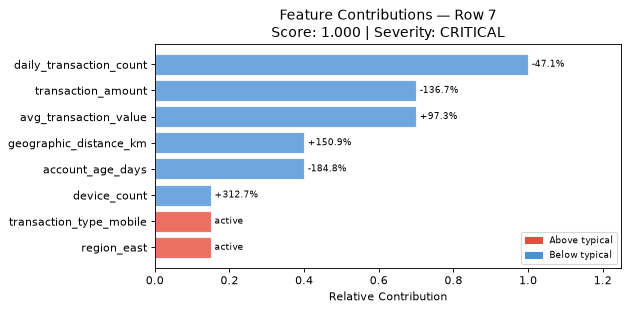 Feature Contributions — Row 7
Score: 1.000 | Severity: CRITICAL
daily_transaction_count
-47.1%
transaction_amount
-136.7%
avg_transaction_value
+97.3%
geographic_distance_km
+150.9%
account_age_days
-184.8%
device_count
+312.7%
transaction_type_mobile
active
region_east
active
Above typical
Below typical
0.0 0.2 0.4 0.6 0.8 1.0 1.2
Relative Contribution